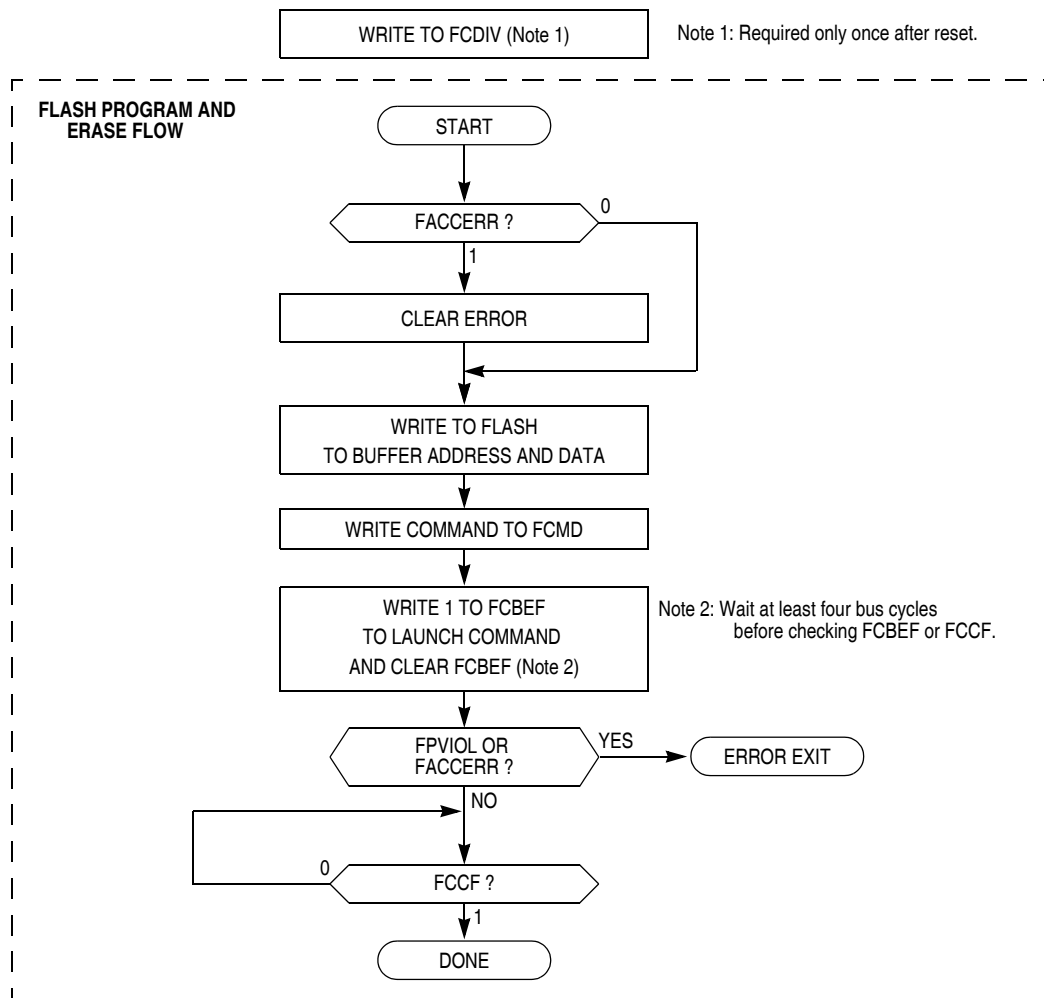 WRITE TO FCDIV (Note 1)
Note 1: Required only once after reset.
FLASH PROGRAM AND
ERASE FLOW
START
FACCERR ?
0
1
CLEAR ERROR
WRITE TO FLASH
TO BUFFER ADDRESS AND DATA
WRITE COMMAND TO FCMD
WRITE 1 TO FCBEF
TO LAUNCH COMMAND
AND CLEAR FCBEF (Note 2)
Note 2: Wait at least four bus cycles
before checking FCBEF or FCCF.
FPVIOL OR
FACCERR ?
YES
ERROR EXIT
NO
0
FCCF ?
1
DONE